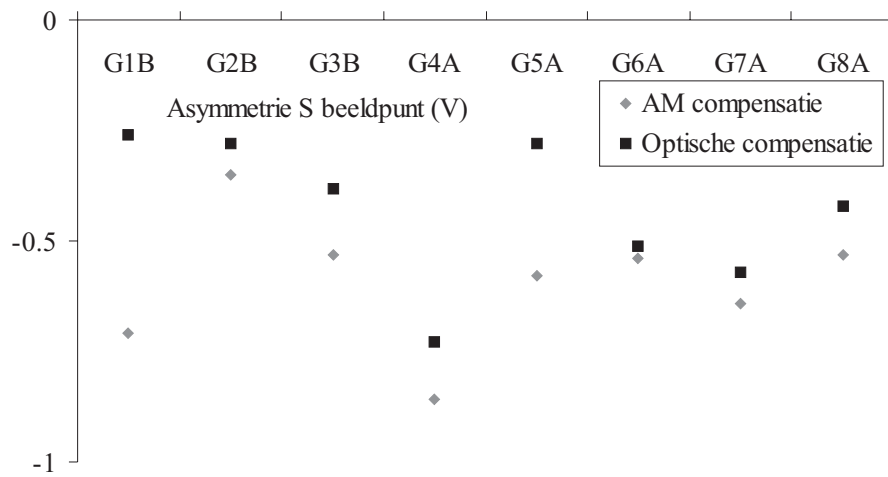 0
G1B G2B G3B G4A G5A G6A G7A G8A
Asymmetrie S beeldpunt (V)
AM compensatie
Optische compensatie
-0.5
-1